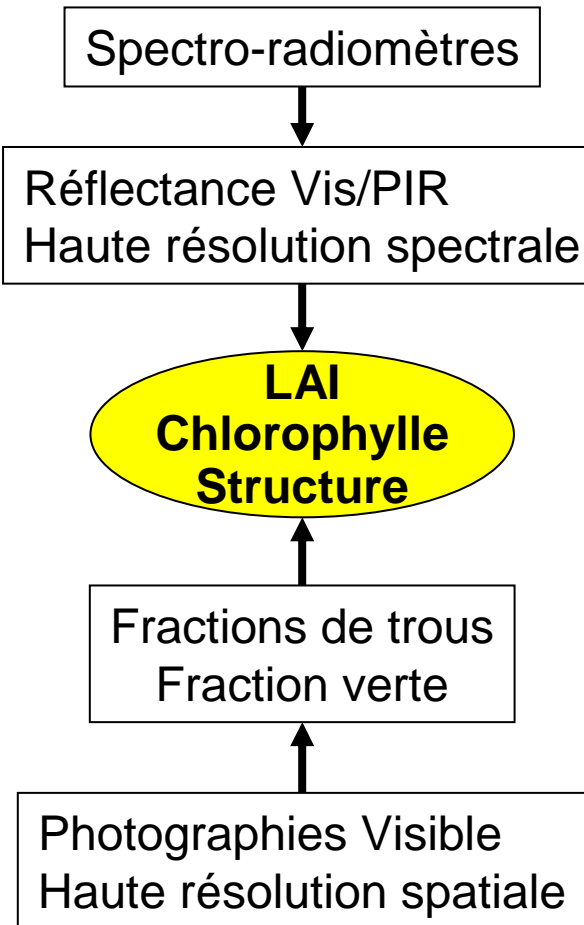 Spectro-radiomètres
Réflectance Vis/PIR
Haute résolution spectrale
LAI
Chlorophylle
Structure
Fractions de trous
Fraction verte
Photographies Visible
Haute résolution spatiale